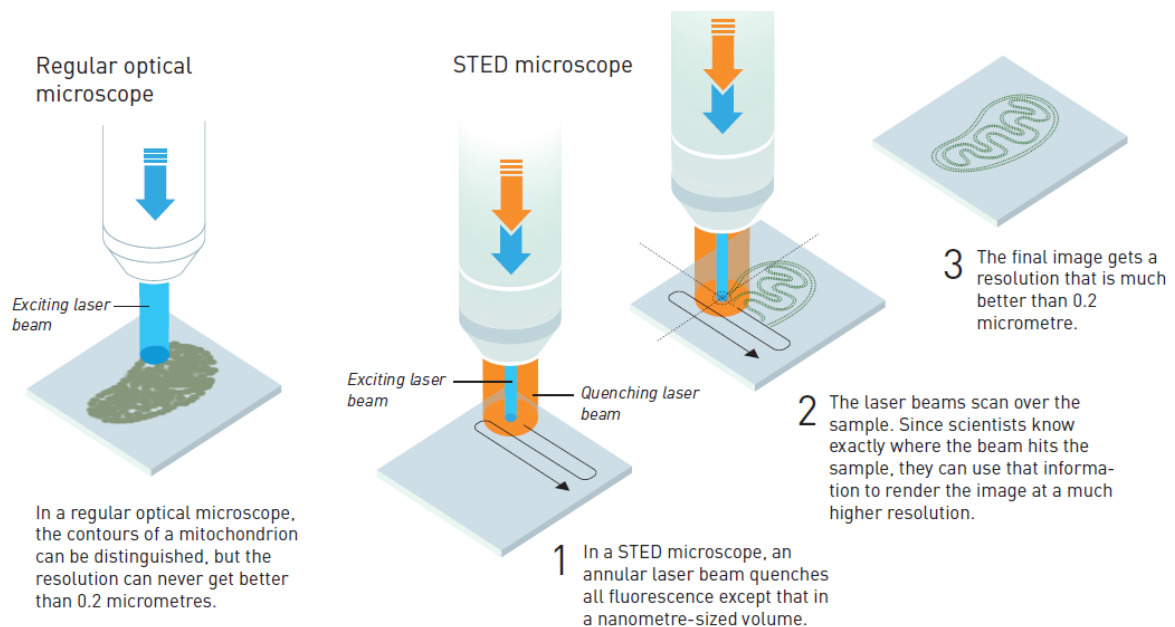 Regular optical
microscope
Exciting laser
beam
In a regular optical microscope,
the contours of a mitochondrion
can be distinguished, but the
resolution can never get better
than 0.2 micrometres.
STED microscope
Exciting laser
beam
Quenching laser
beam
1
In a STED microscope, an
annular laser beam quenches
all fluorescence except that in
a nanometre-sized volume.
2
The laser beams scan over the
sample. Since scientists know
exactly where the beam hits the
sample, they can use that informa-
tion to render the image at a much
higher resolution.
3
The final image gets a
resolution that is much
better than 0.2
micrometre.